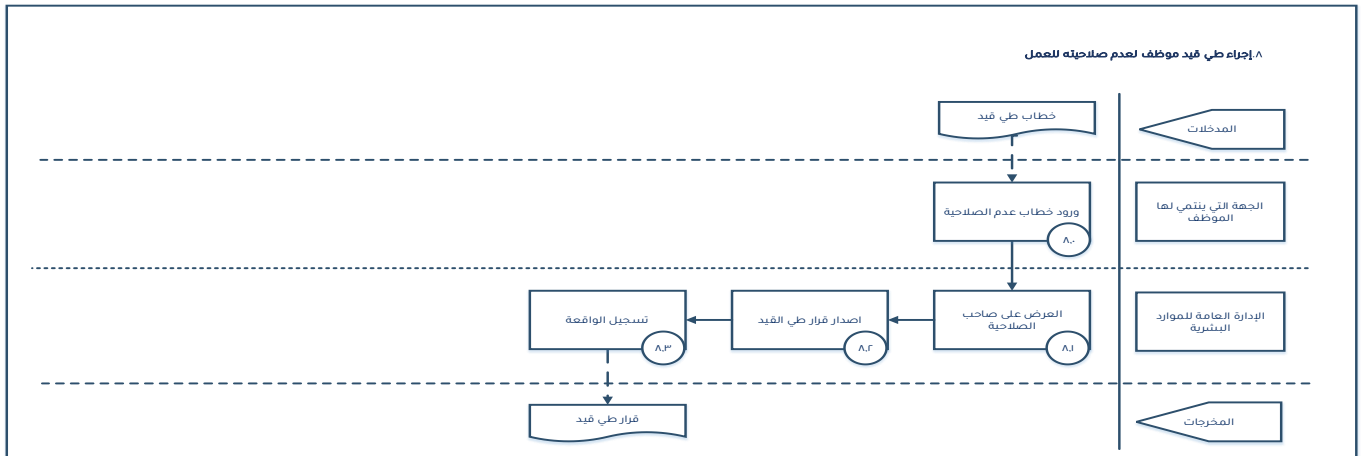 ٨.إجراء طي قيد موظف لعدم صلاحيته للعمل
المدخلات
خطاب طي قيد
الجهة التي ينتمي لها
الموظف
ورود خطاب عدم الصلاحية
٨.٠
الإدارة العامة للموارد
البشرية
العرض على صاحب
الصلاحية
٨.١
اصدار قرار طي القيد
٨.٢
تسجيل الواقعة
٨.٣
المخرجات
قرار طي قيد